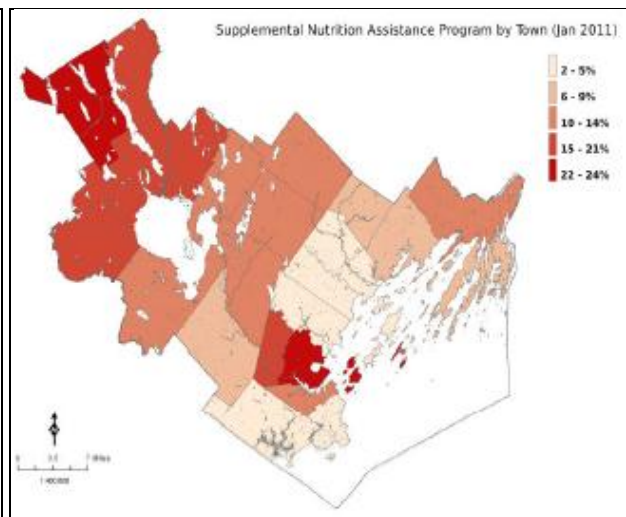 Supplemental Nutrition Assistance Program by Town (Jan 2011)
2 - 5%
6 - 9%
10 - 14%
15 - 21%
22 - 24%